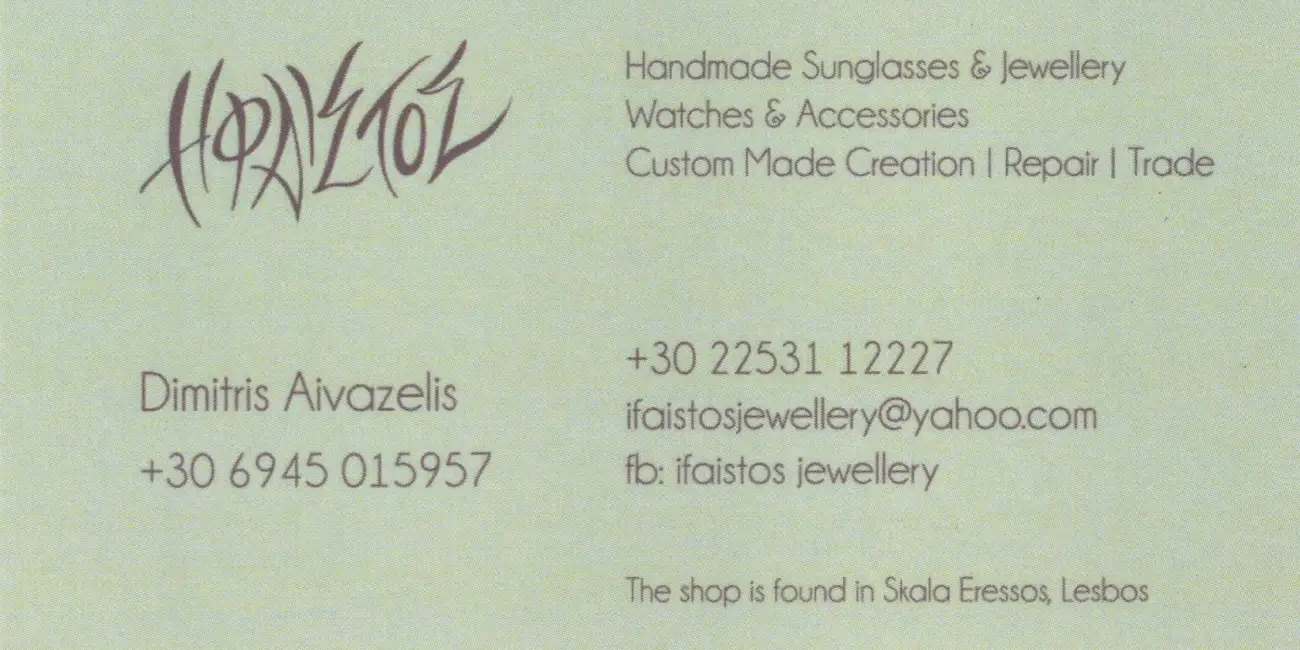 ΗΦΑΙΣΤΟΣ
Handmade Sunglasses & Jewellery
Watches & Accessories
Custom Made Creation | Repair | Trade
Dimitris Aivazelis
+30 6945 015957
+30 22531 12227
ifaistosjewellery@yahoo.com
fb: ifaistos jewellery
The shop is found in Skala Eressos, Lesbos